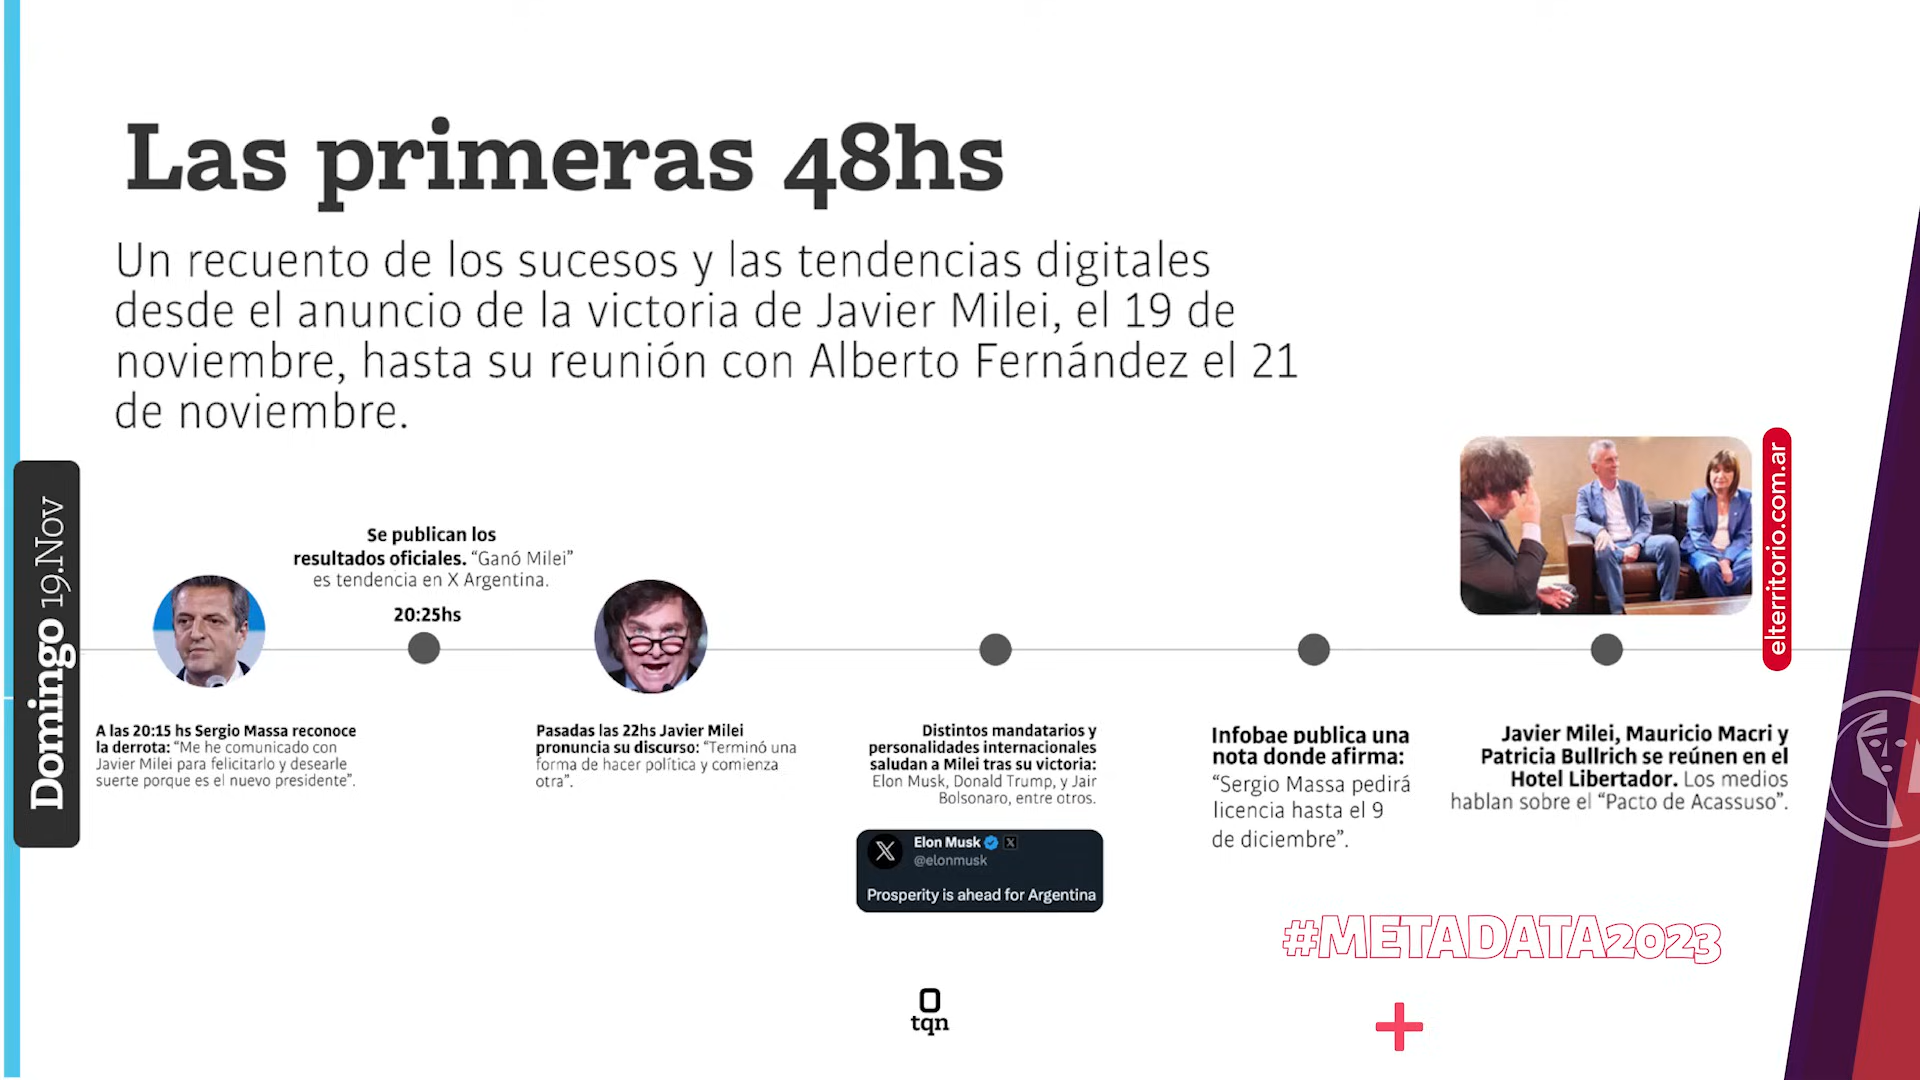 Las primeras 48hs
Un recuento de los sucesos y las tendencias digitales
desde el anuncio de la victoria de Javier Milei, el 19 de
noviembre, hasta su reunión con Alberto Fernández el 21
de noviembre.
Domingo 19.Nov
A las 20:15 hs Sergio Massa reconoce
la derrota: “Me he comunicado con
Javier Milei para felicitarlo y desearle
suerte porque es el nuevo presidente”.
Se publican los
resultados oficiales. “Ganó Milei”
es tendencia en X Argentina.
20:25hs
Pasadas las 22hs Javier Milei
pronuncia su discurso: “Terminó una
forma de hacer política y comienza
otra”.
Distintos mandatarios y
personalidades internacionales
saludan a Milei tras su victoria:
Elon Musk, Donald Trump, y Jair
Bolsonaro, entre otros.
Elon Musk
@elonmusk
Prosperity is ahead for Argentina
Infobae publica una
nota donde afirma:
“Sergio Massa pedirá
licencia hasta el 9
de diciembre”.
Javier Milei, Mauricio Macri y
Patricia Bullrich se reúnen en el
Hotel Libertador. Los medios
hablan sobre el “Pacto de Acassuso”.
elterritorio.com.ar
#METADATA2023
tqn